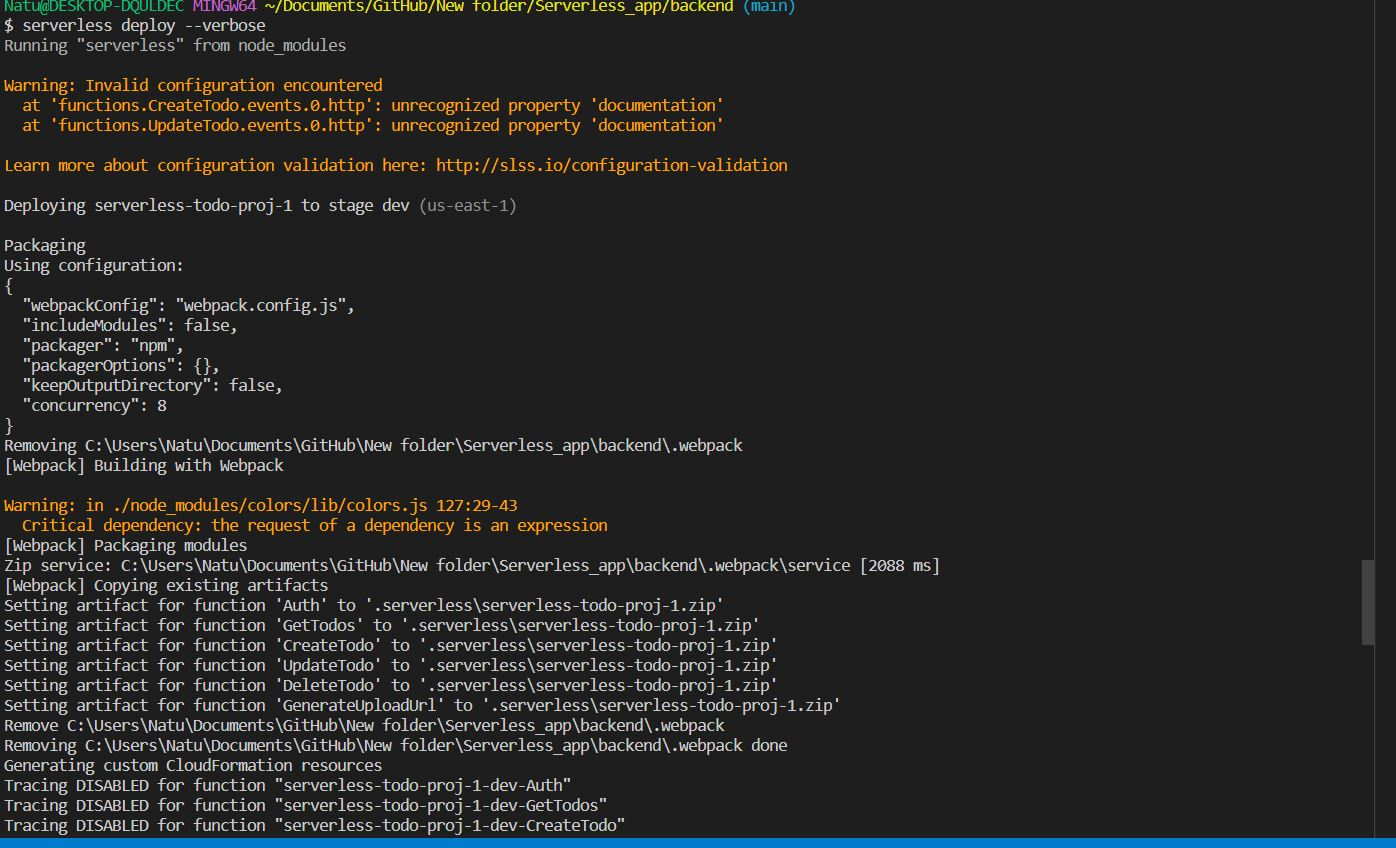 Natu@DESKTOP-DQULDEC MINGW64 ~/Documents/GitHub/New folder/Serverless_app/backend (main)
$ serverless deploy --verbose
Running "serverless" from node_modules
Warning: Invalid configuration encountered
  at 'functions.CreateTodo.events.0.http': unrecognized property 'documentation'
  at 'functions.UpdateTodo.events.0.http': unrecognized property 'documentation'
Learn more about configuration validation here: http://slss.io/configuration-validation
Deploying serverless-todo-proj-1 to stage dev (us-east-1)
Packaging
Using configuration:
{
  "webpackConfig": "webpack.config.js",
  "includeModules": false,
  "packager": "npm",
  "packagerOptions": {},
  "keepOutputDirectory": false,
  "concurrency": 8
}
Removing C:\Users\Natu\Documents\GitHub\New folder\Serverless_app\backend\.webpack
[Webpack] Building with Webpack
Warning: in ./node_modules/colors/lib/colors.js 127:29-43
  Critical dependency: the request of a dependency is an expression
[Webpack] Packaging modules
Zip service: C:\Users\Natu\Documents\GitHub\New folder\Serverless_app\backend\.webpack\service [2088 ms]
[Webpack] Copying existing artifacts
Setting artifact for function 'Auth' to '.serverless\serverless-todo-proj-1.zip'
Setting artifact for function 'GetTodos' to '.serverless\serverless-todo-proj-1.zip'
Setting artifact for function 'CreateTodo' to '.serverless\serverless-todo-proj-1.zip'
Setting artifact for function 'UpdateTodo' to '.serverless\serverless-todo-proj-1.zip'
Setting artifact for function 'DeleteTodo' to '.serverless\serverless-todo-proj-1.zip'
Setting artifact for function 'GenerateUploadUrl' to '.serverless\serverless-todo-proj-1.zip'
Remove C:\Users\Natu\Documents\GitHub\New folder\Serverless_app\backend\.webpack
Removing C:\Users\Natu\Documents\GitHub\New folder\Serverless_app\backend\.webpack done
Generating custom CloudFormation resources
Tracing DISABLED for function "serverless-todo-proj-1-dev-Auth"
Tracing DISABLED for function "serverless-todo-proj-1-dev-GetTodos"
Tracing DISABLED for function "serverless-todo-proj-1-dev-CreateTodo"